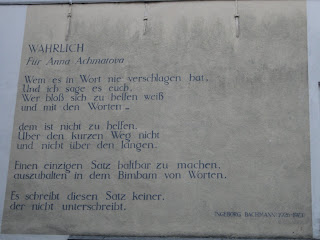 WAHRLICH
Für Anna Achmatova
Wem es in Wort nie verschlagen hat,
Und ich sage es euch,
Wer bloß sich zu helfen weiß
und mit den Worten –
dem ist nicht zu helfen.
Über den kurzen Weg nicht
und nicht über den langen.
Einen einzigen Satz haltbar zu machen,
auszuhalten in dem Bimbam von Worten.
Es schreibt diesen Satz keiner,
der nicht unterschreibt.
INGEBORG BACHMANN